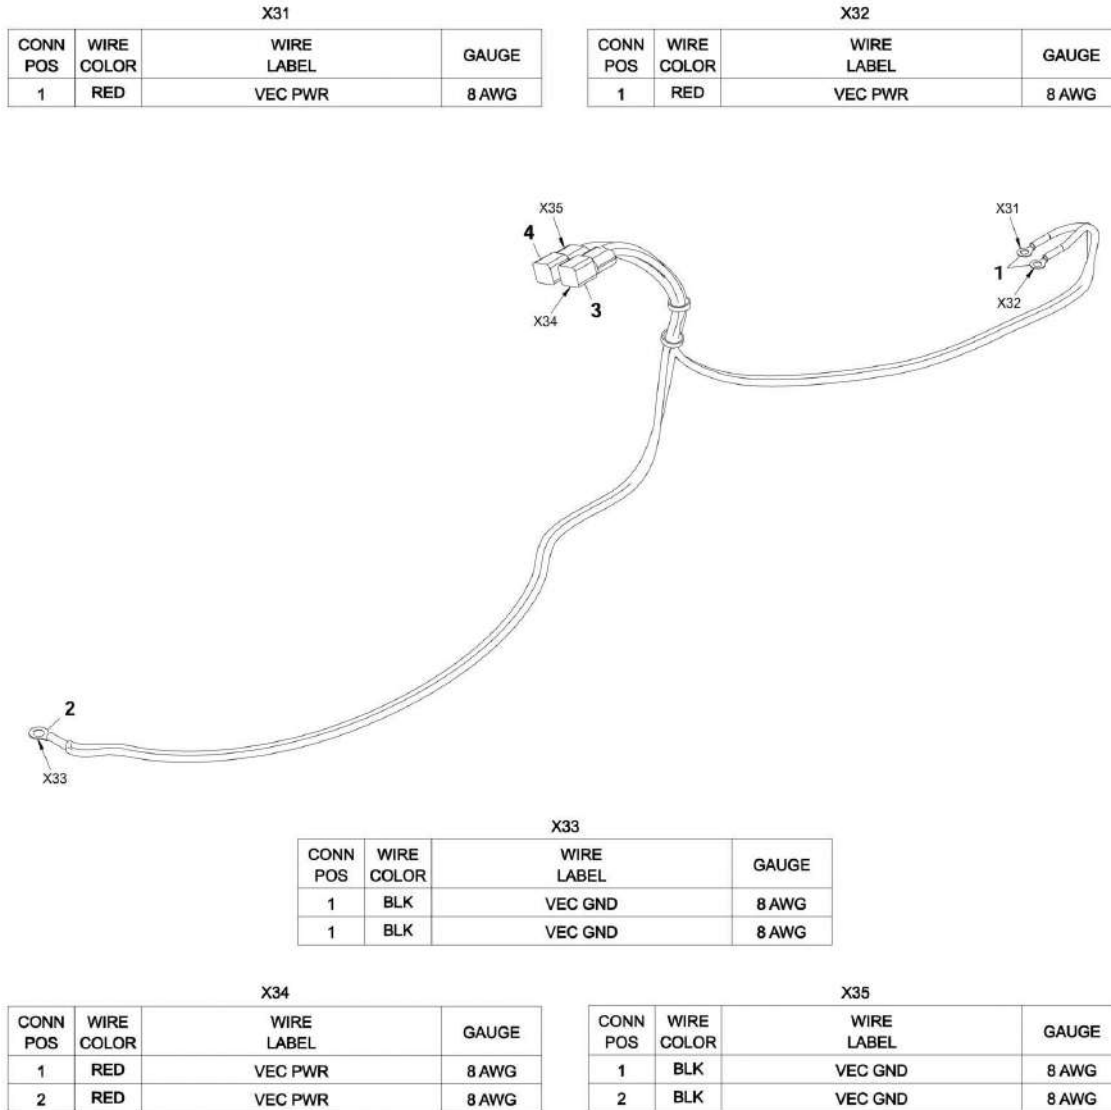 X31
CONN POS WIRE COLOR WIRE LABEL GAUGE
1 RED VEC PWR 8 AWG
X32
CONN POS WIRE COLOR WIRE LABEL GAUGE
1 RED VEC PWR 8 AWG
X35
4
X34
3
X31
1
X32
2
X33
X33
CONN POS WIRE COLOR WIRE LABEL GAUGE
1 BLK VEC GND 8 AWG
1 BLK VEC GND 8 AWG
X34
CONN POS WIRE COLOR WIRE LABEL GAUGE
1 RED VEC PWR 8 AWG
2 RED VEC PWR 8 AWG
X35
CONN POS WIRE COLOR WIRE LABEL GAUGE
1 BLK VEC GND 8 AWG
2 BLK VEC GND 8 AWG